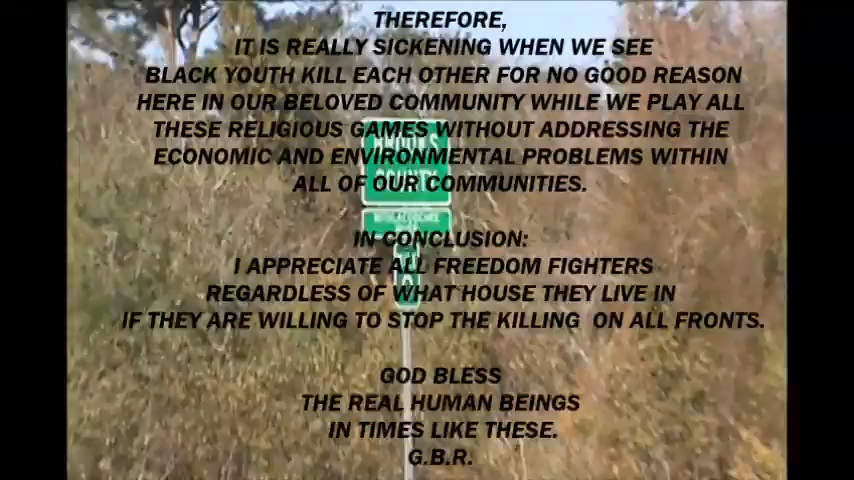 THEREFORE,
IT IS REALLY SICKENING WHEN WE SEE
BLACK YOUTH KILL EACH OTHER FOR NO GOOD REASON
HERE IN OUR BELOVED COMMUNITY WHILE WE PLAY ALL
THESE RELIGIOUS GAMES WITHOUT ADDRESSING THE
ECONOMIC AND ENVIRONMENTAL PROBLEMS WITHIN
ALL OF OUR COMMUNITIES.
COUNTY
IN CONCLUSION:
I APPRECIATE ALL FREEDOM FIGHTERS
REGARDLESS OF WHAT HOUSE THEY LIVE IN
IF THEY ARE WILLING TO STOP THE KILLING ON ALL FRONTS.
GOD BLESS
THE REAL HUMAN BEINGS
IN TIMES LIKE THESE.
G.B.R.